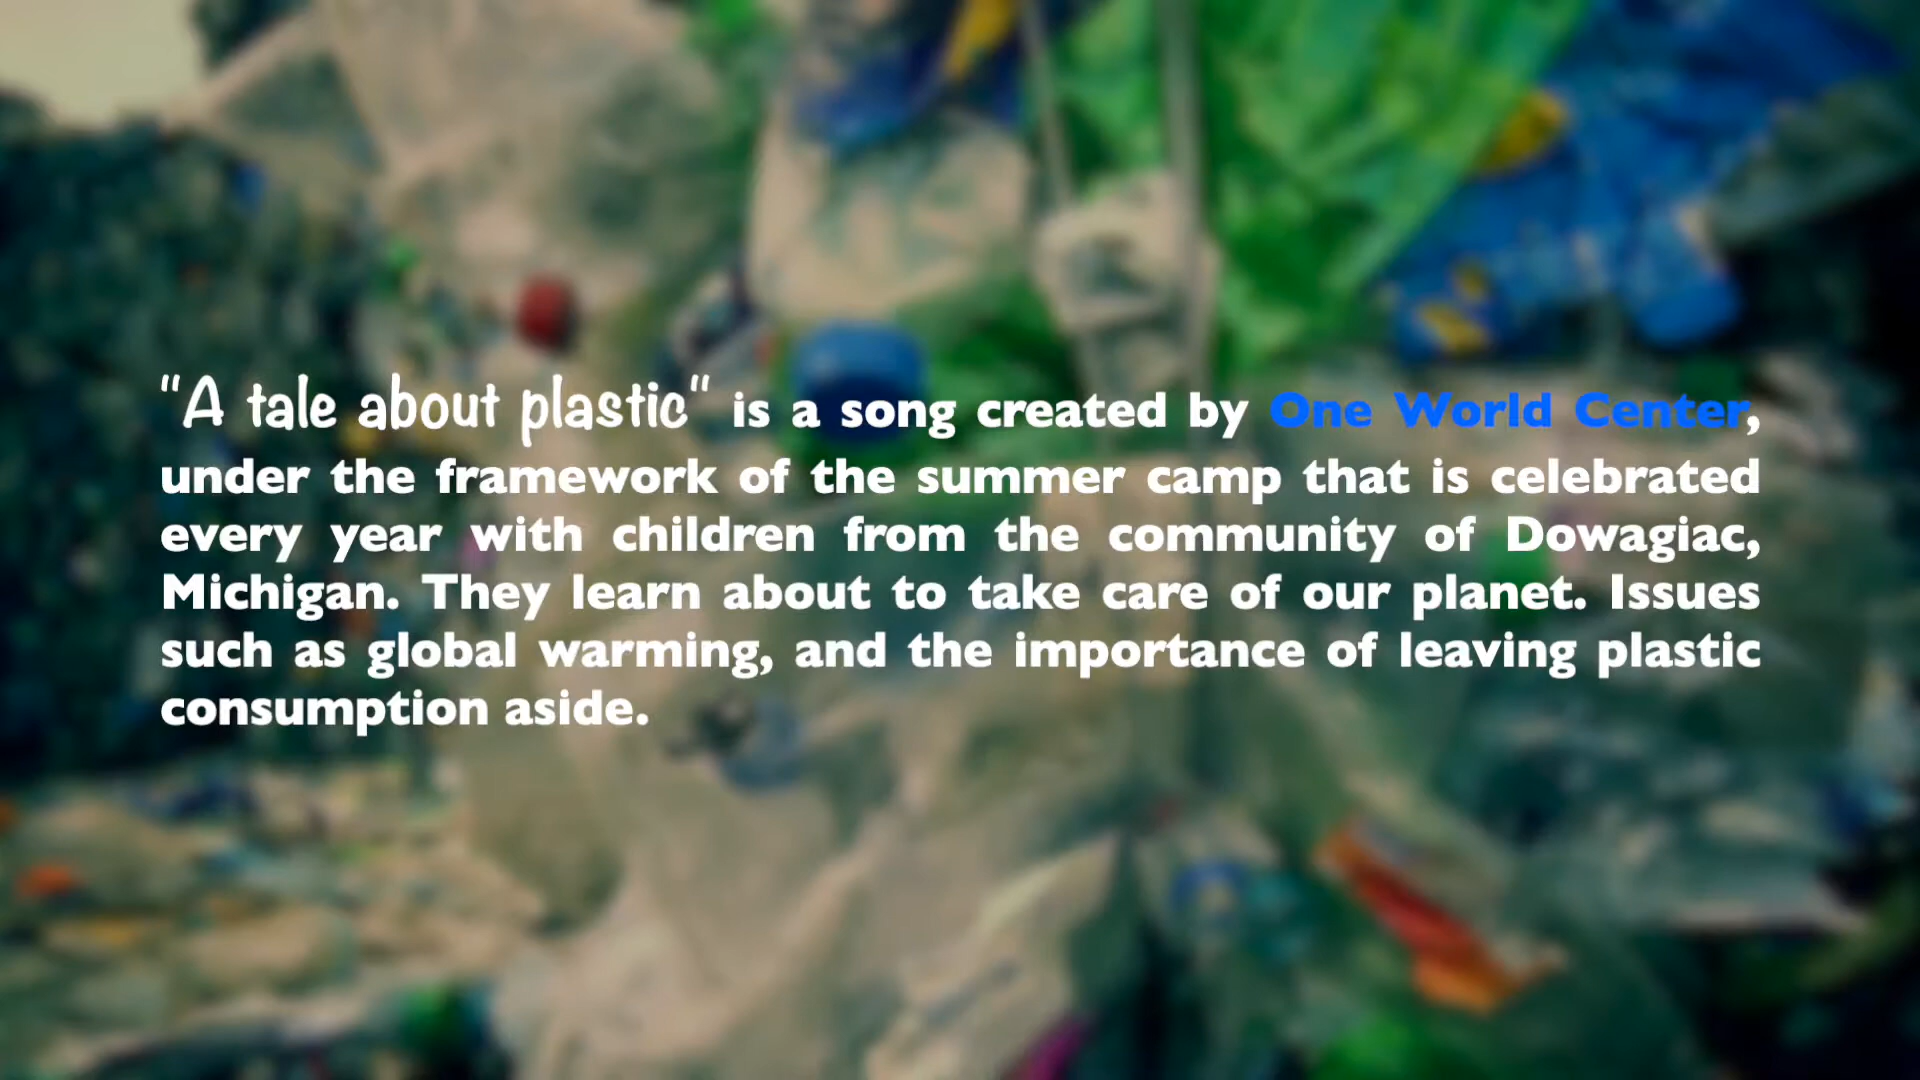 "A tale about plastic" is a song created by One World Center,
under the framework of the summer camp that is celebrated
every year with children from the community of Dowagiac,
Michigan. They learn about to take care of our planet. Issues
such as global warming, and the importance of leaving plastic
consumption aside.